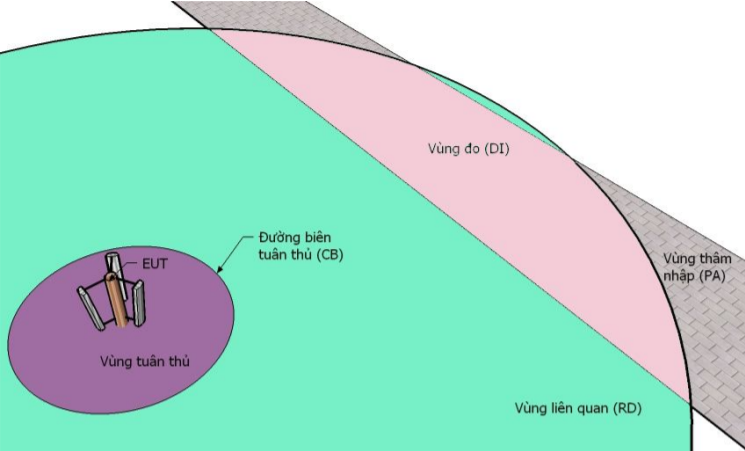 Vùng đo (DI)
Đường biên
tuân thủ (CB)
EUT
Vùng thâm
nhập (PA)
Vùng tuân thủ
Vùng liên quan (RD)